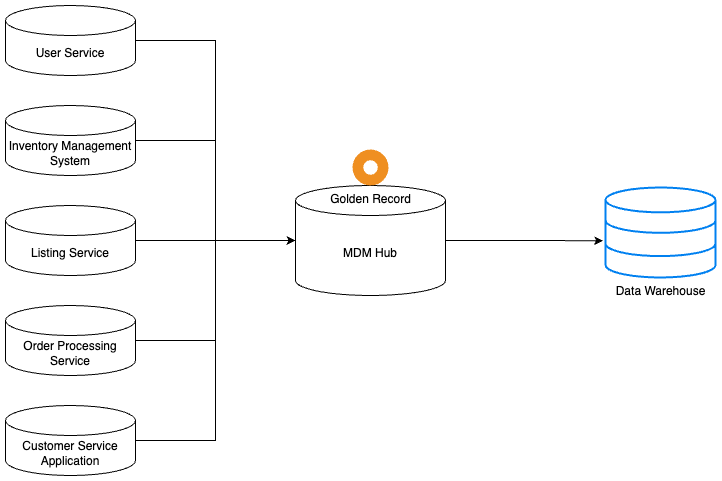 User Service
Inventory Management
System
Listing Service
Order Processing
Service
Customer Service
Application
Golden Record
MDM Hub
Data Warehouse